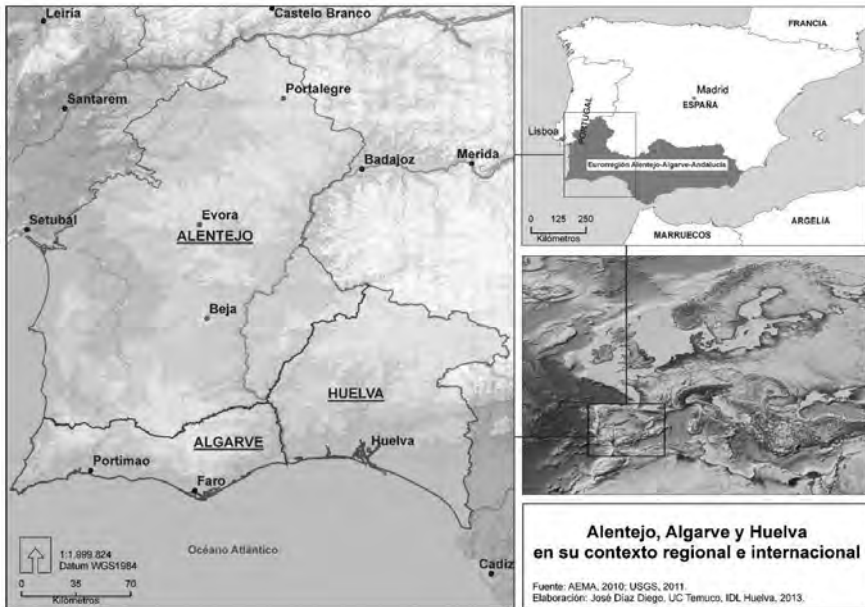 Leiria
Castelo Branco
Santarem
Portalegre
Badajoz
Merida
Setubal
Evora
ALENTEJO
Beja
HUELVA
ALGARVE
Huelva
Portimao
Faro
Océano Atlántico
Cadiz
1:1.999.824
Datum WGS1984
0 35 70
Kilómetros
FRANCIA
Madrid
ESPAÑA
PORTUGAL
Lisboa
Euroregión Alentejo-Algarve-Andalucía
0 125 250
Kilómetros
MARRUECOS
ARGELIA
Alentejo, Algarve y Huelva
en su contexto regional e internacional
Fuente: AEMA, 2010; USGS, 2011.
Elaboración: José Díaz Diego, UC Temuco, IDL Huelva, 2013.